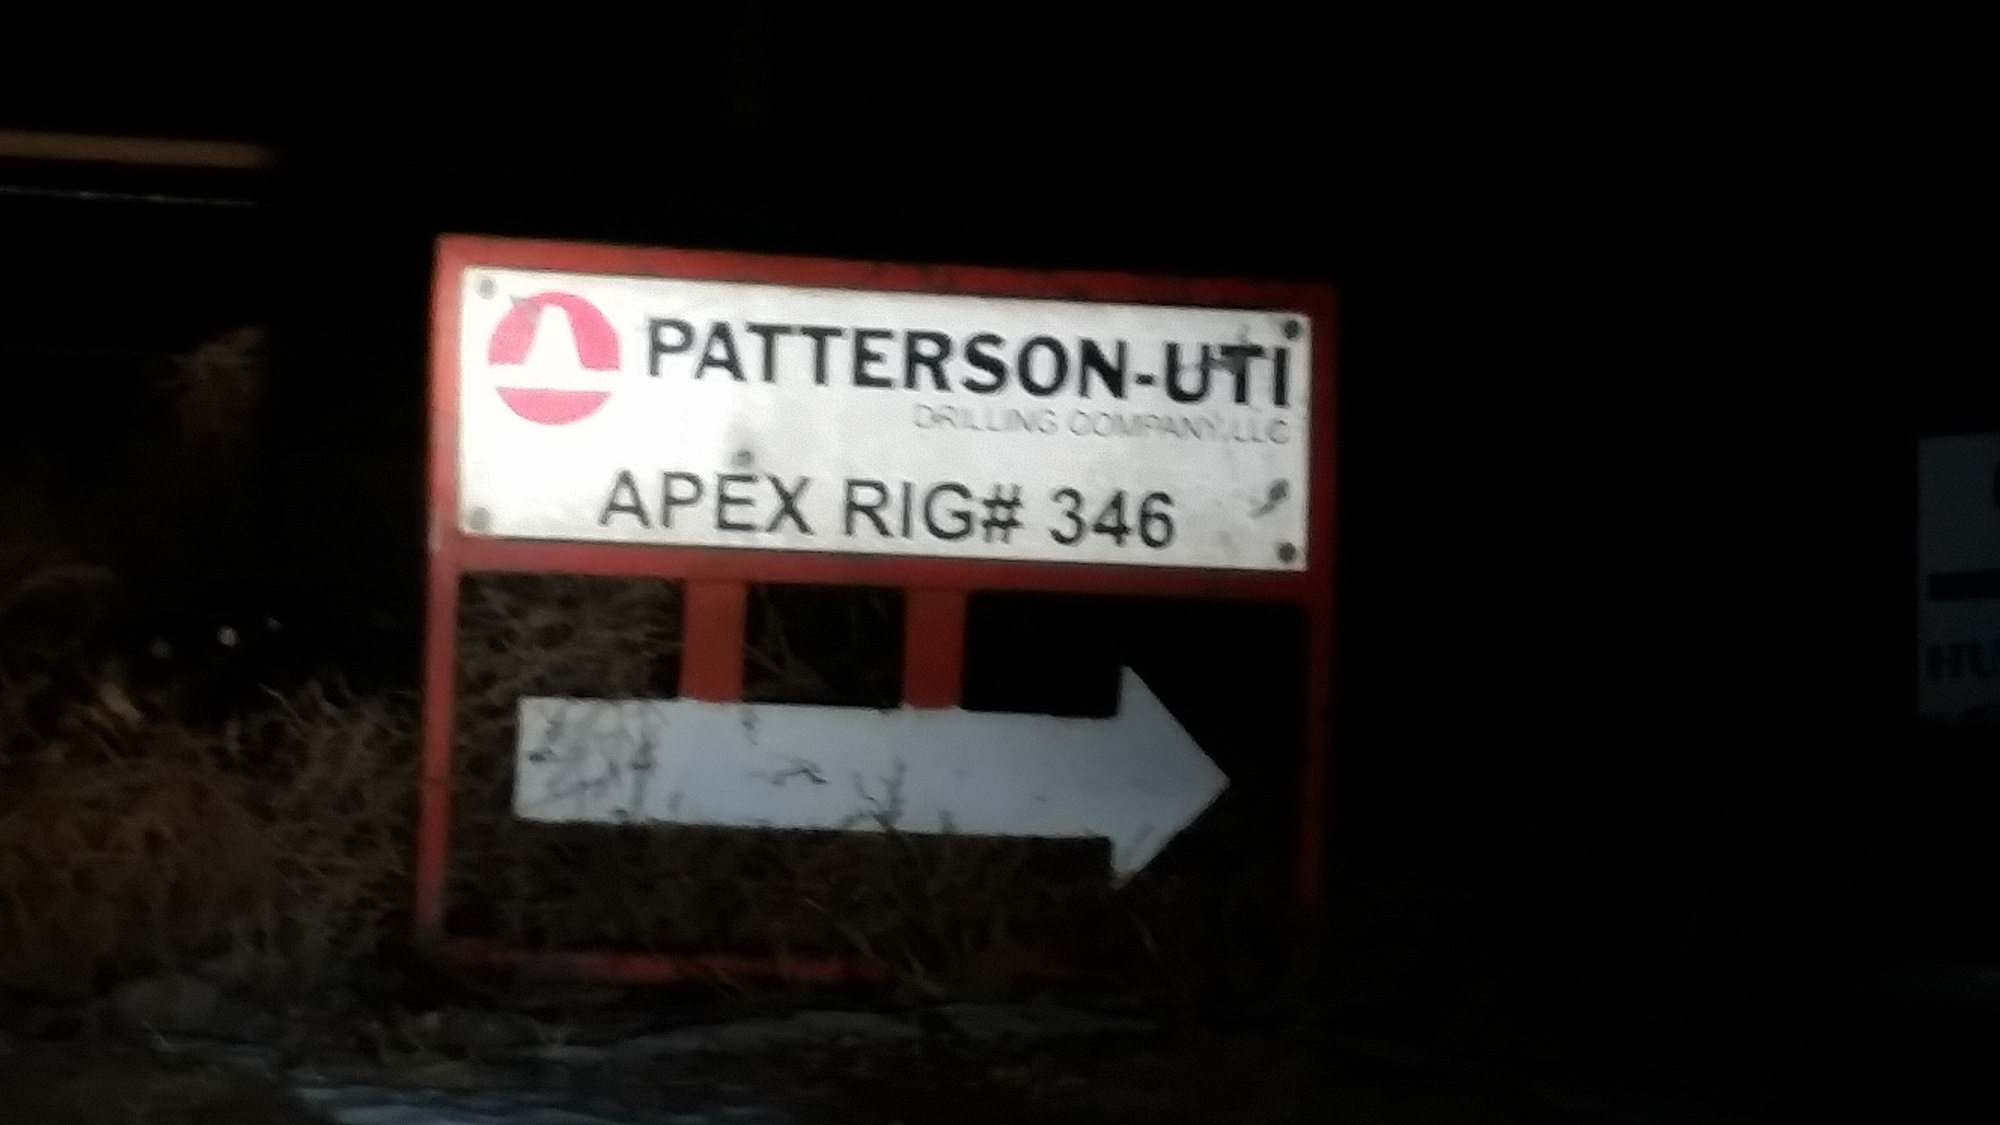 PATTERSON-UTI
DRILLING COMPANY, LLC
APEX RIG# 346